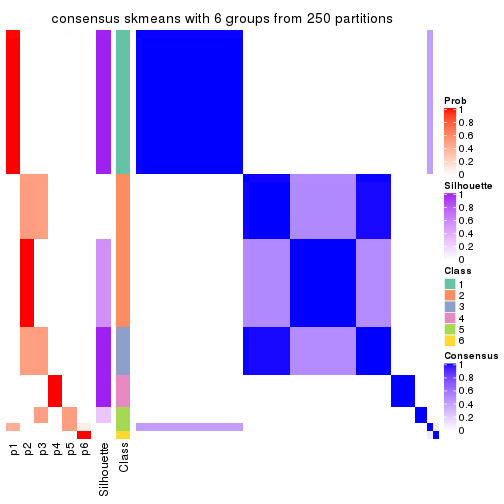 consensus skmeans with 6 groups from 250 partitions
Prob
1
0.8
0.6
0.4
0.2
0
Silhouette
1
0.8
0.6
0.4
0.2
0
Class
1
2
3
4
5
6
Consensus
1
0.8
0.6
0.4
0.2
0
p1
p2
p3
p4
p5
p6
Silhouette
Class